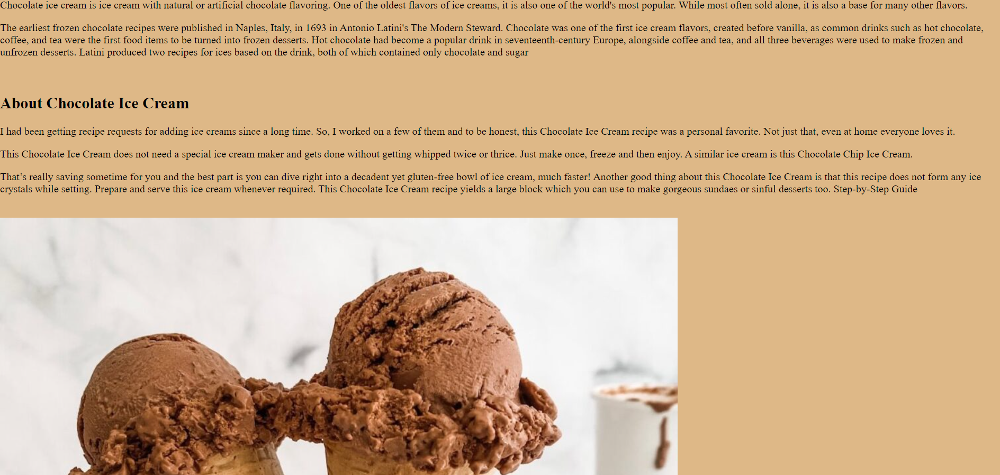 Chocolate ice cream is ice cream with natural or artificial chocolate flavoring. One of the oldest flavors of ice creams, it is also one of the world's most popular. While most often sold alone, it is also a base for many other flavors.
The earliest frozen chocolate recipes were published in Naples, Italy, in 1693 in Antonio Latini's The Modern Steward. Chocolate was one of the first ice cream flavors, created before vanilla, as common drinks such as hot chocolate,
coffee, and tea were the first food items to be turned into frozen desserts. Hot chocolate had become a popular drink in seventeenth-century Europe, alongside coffee and tea, and all three beverages were used to make frozen and
unfrozen desserts. Latini produced two recipes for ices based on the drink, both of which contained only chocolate and sugar
About Chocolate Ice Cream
I had been getting recipe requests for adding ice creams since a long time. So, I worked on a few of them and to be honest, this Chocolate Ice Cream recipe was a personal favorite. Not just that, even at home everyone loves it.
This Chocolate Ice Cream does not need a special ice cream maker and gets done without getting whipped twice or thrice. Just make once, freeze and then enjoy. A similar ice cream is this Chocolate Chip Ice Cream.
That’s really saving sometime for you and the best part is you can dive right into a decadent yet gluten-free bowl of ice cream, much faster! Another good thing about this Chocolate Ice Cream is that this recipe does not form any ice
crystals while setting. Prepare and serve this ice cream whenever required. This Chocolate Ice Cream recipe yields a large block which you can use to make gorgeous sundaes or sinful desserts too. Step-by-Step Guide